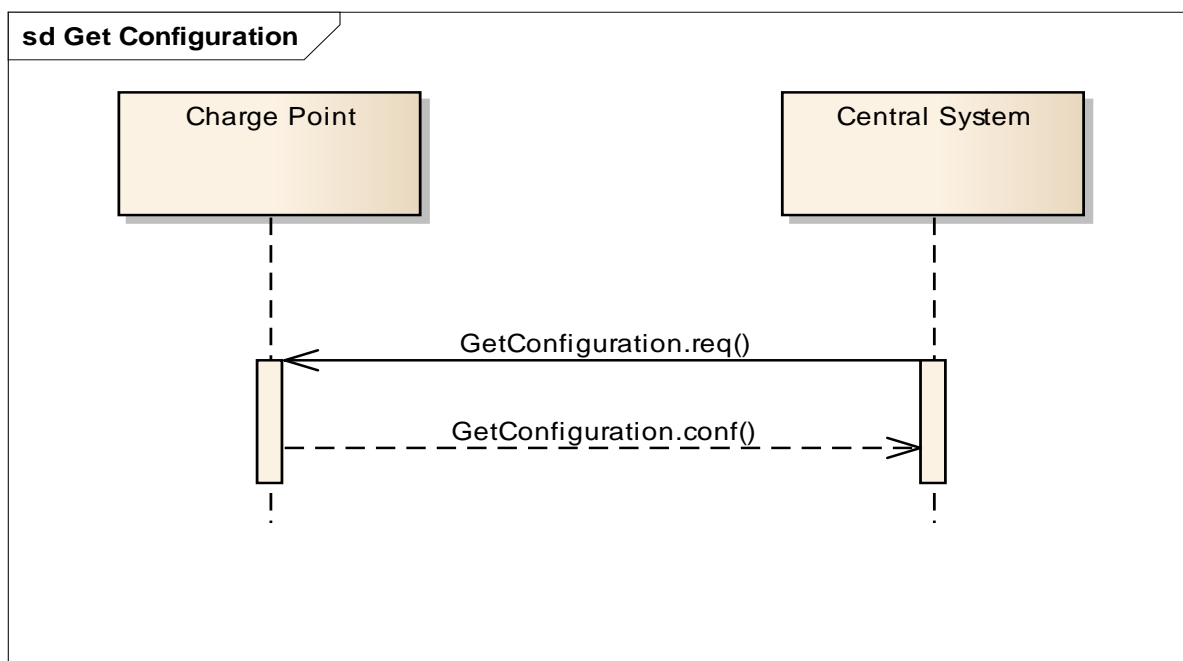 sd Get Configuration
Charge Point
Central System
GetConfiguration.req()
GetConfiguration.conf()